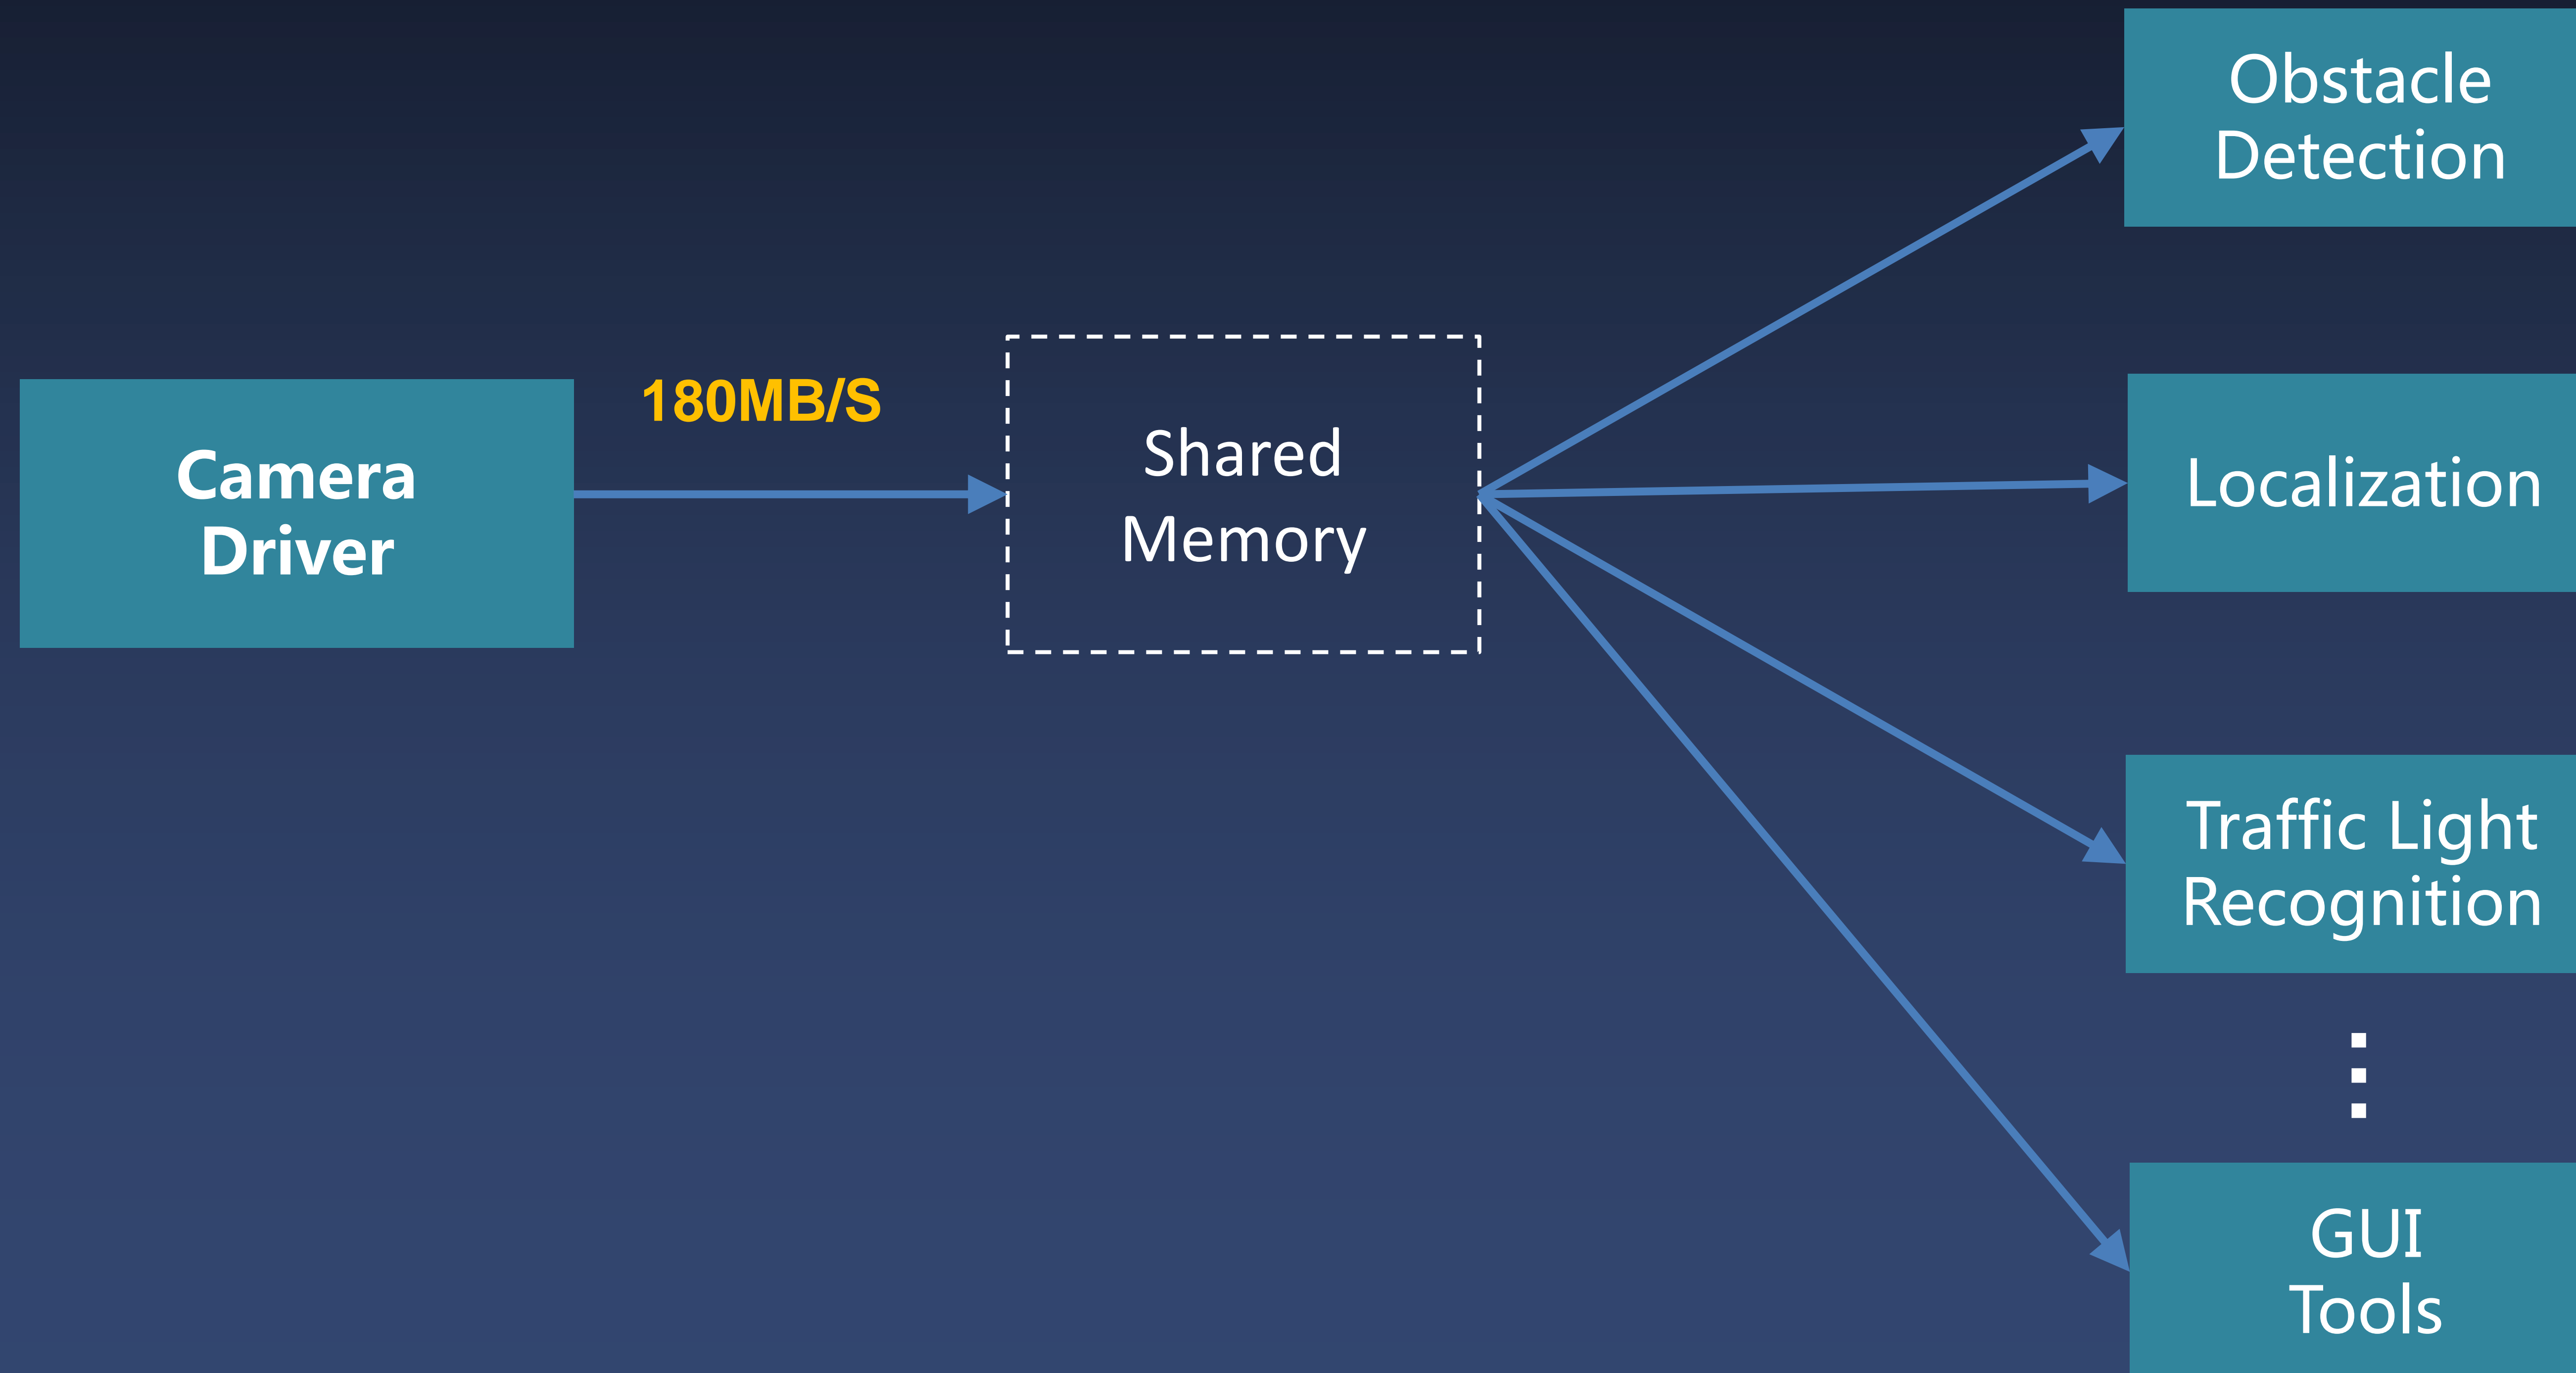 Camera
Driver
180MB/S
Shared
Memory
Obstacle
Detection
Localization
Traffic Light
Recognition
GUI
Tools